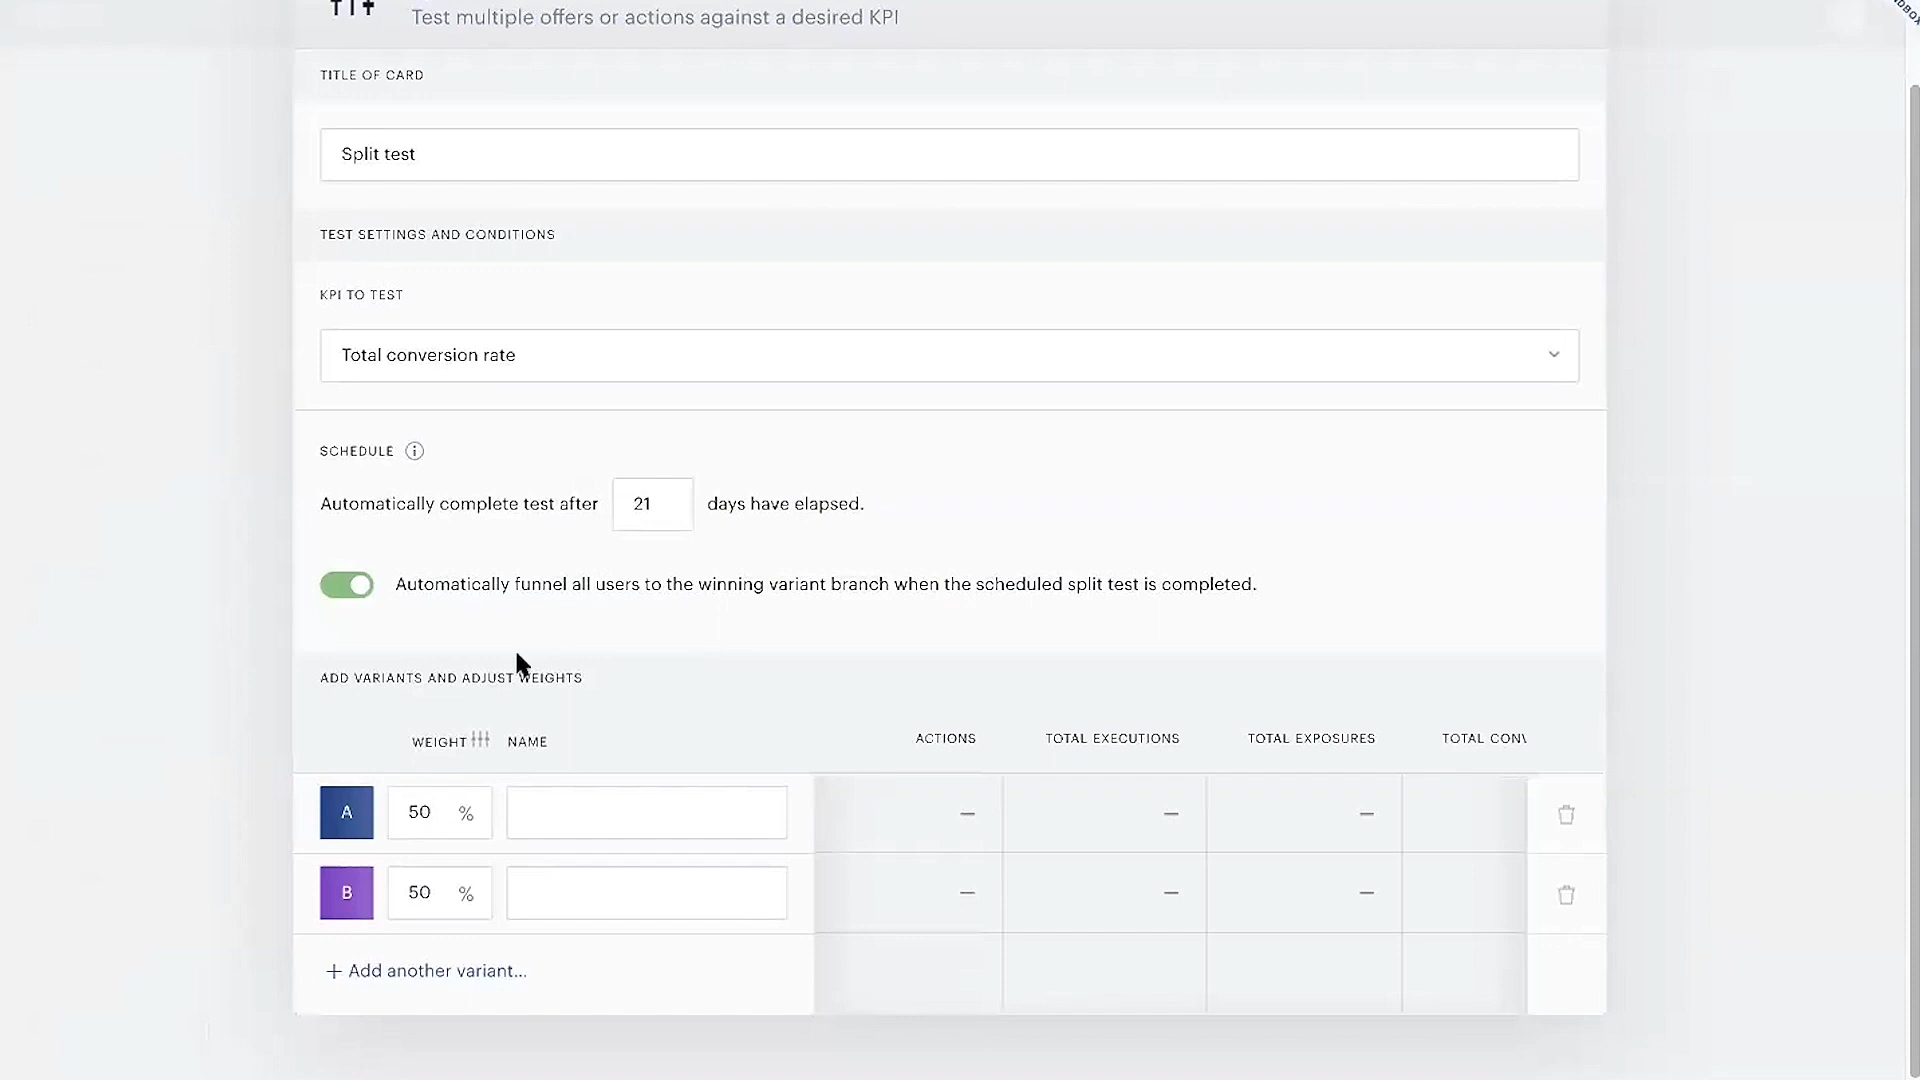 Test multiple offers or actions against a desired KPI
TITLE OF CARD
Split test
TEST SETTINGS AND CONDITIONS
KPI TO TEST
Total conversion rate
SCHEDULE
Automatically complete test after 21 days have elapsed.
Automatically funnel all users to the winning variant branch when the scheduled split test is completed.
ADD VARIANTS AND ADJUST WEIGHTS
WEIGHT NAME ACTIONS TOTAL EXECUTIONS TOTAL EXPOSURES TOTAL
A 50 % — — —
B 50 % — — —
+ Add another variant...